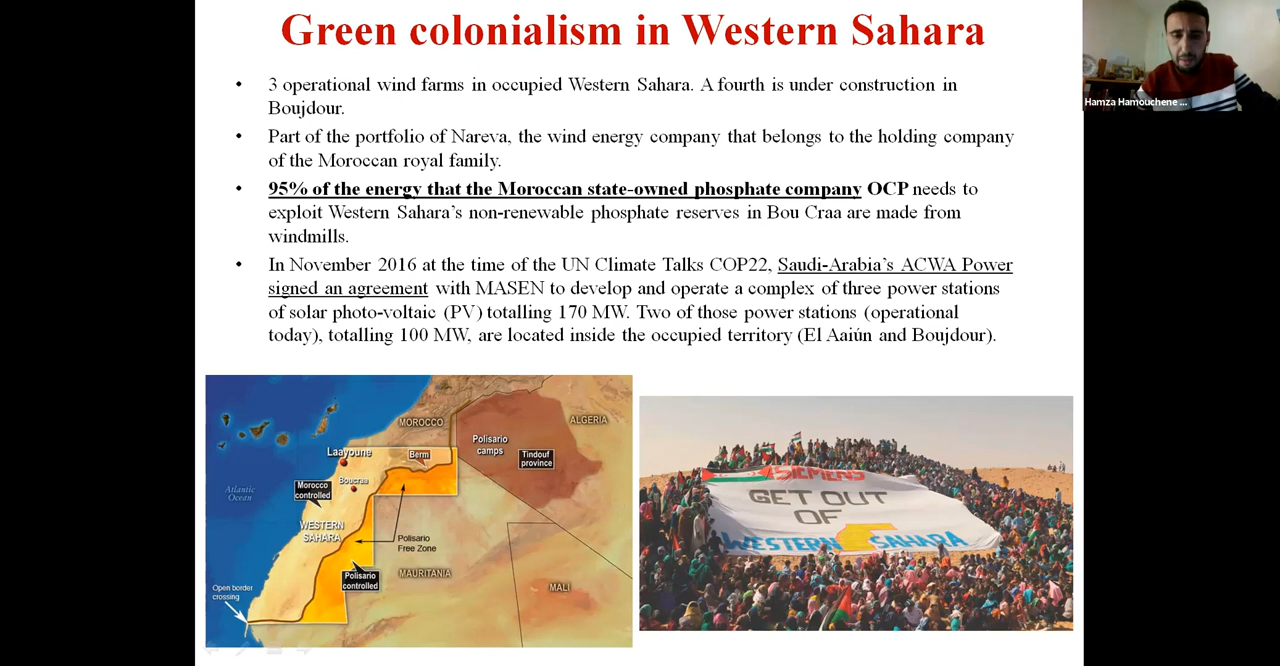 Green colonialism in Western Sahara
Hamza Hamouchene ...
• 3 operational wind farms in occupied Western Sahara. A fourth is under construction in
Boujdour.
• Part of the portfolio of Nareva, the wind energy company that belongs to the holding company
of the Moroccan royal family.
• 95% of the energy that the Moroccan state-owned phosphate company OCP needs to
exploit Western Sahara's non-renewable phosphate reserves in Bou Craa are made from
windmills.
• In November 2016 at the time of the UN Climate Talks COP22, Saudi-Arabia's ACWA Power
signed an agreement with MASEN to develop and operate a complex of three power stations
of solar photo-voltaic (PV) totalling 170 MW. Two of those power stations (operational
today), totalling 100 MW, are located inside the occupied territory (El Aaiún and Boujdour).
MOROCCO
ALGERIA
Laayoune
Berm
Polisario
camps
Tindouf
province
Boucraa
Morocco
controlled
Atlantic
Ocean
WESTERN
SAHARA
Polisario
Free Zone
Polisario
controlled
MAURITANIA
MALI
Open border
crossing
SIEMENS
GET OUT
OF
WESTERN SAHARA